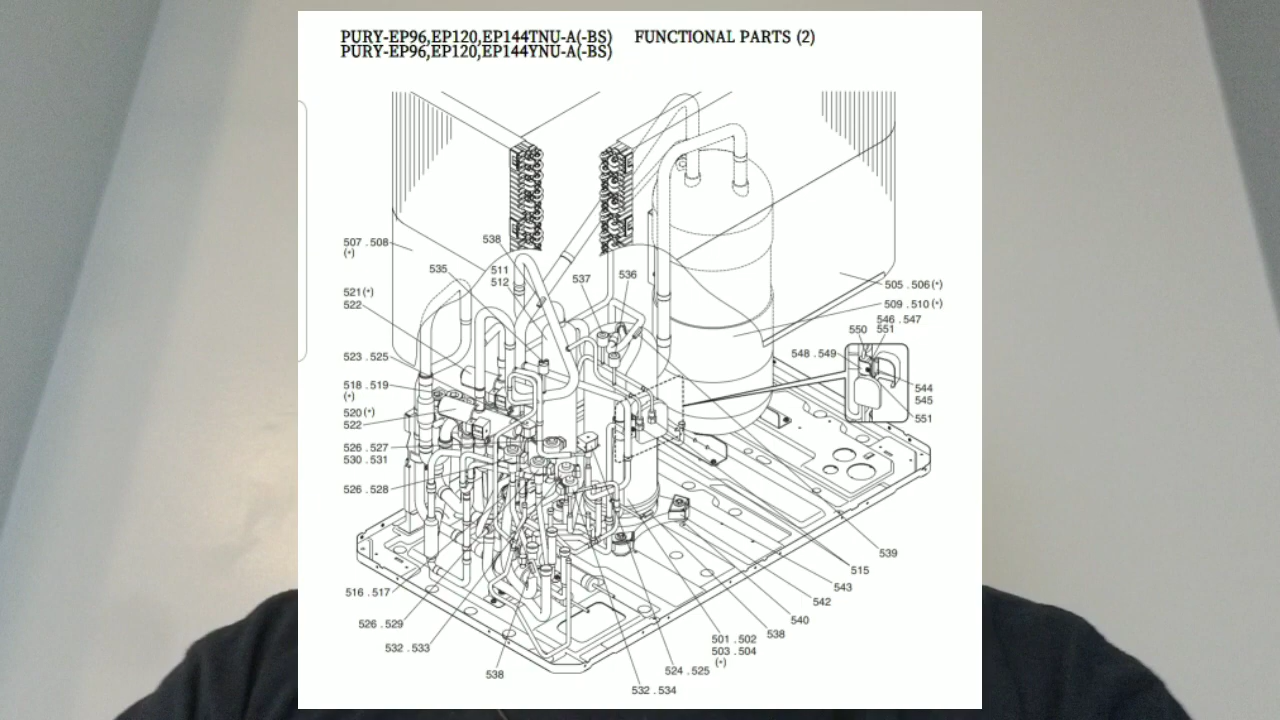 PURY-EP96,EP120,EP144TNU-A(-BS) FUNCTIONAL PARTS (2)
PURY-EP96,EP120,EP144YNU-A(-BS)
507 . 508
(*)
538
535
511
512
537
536
505 . 506 (*)
521(*)
522
509 . 510 (*)
546 . 547
550 551
523 . 525
548 . 549
518 . 519
(*)
544
545
520(*)
522
551
526 . 527
530 . 531
526 . 528
539
515
543
516 . 517
542
526 . 529
540
538
532 . 533
501 . 502
503 . 504
(*)
538
524 . 525
532 . 534